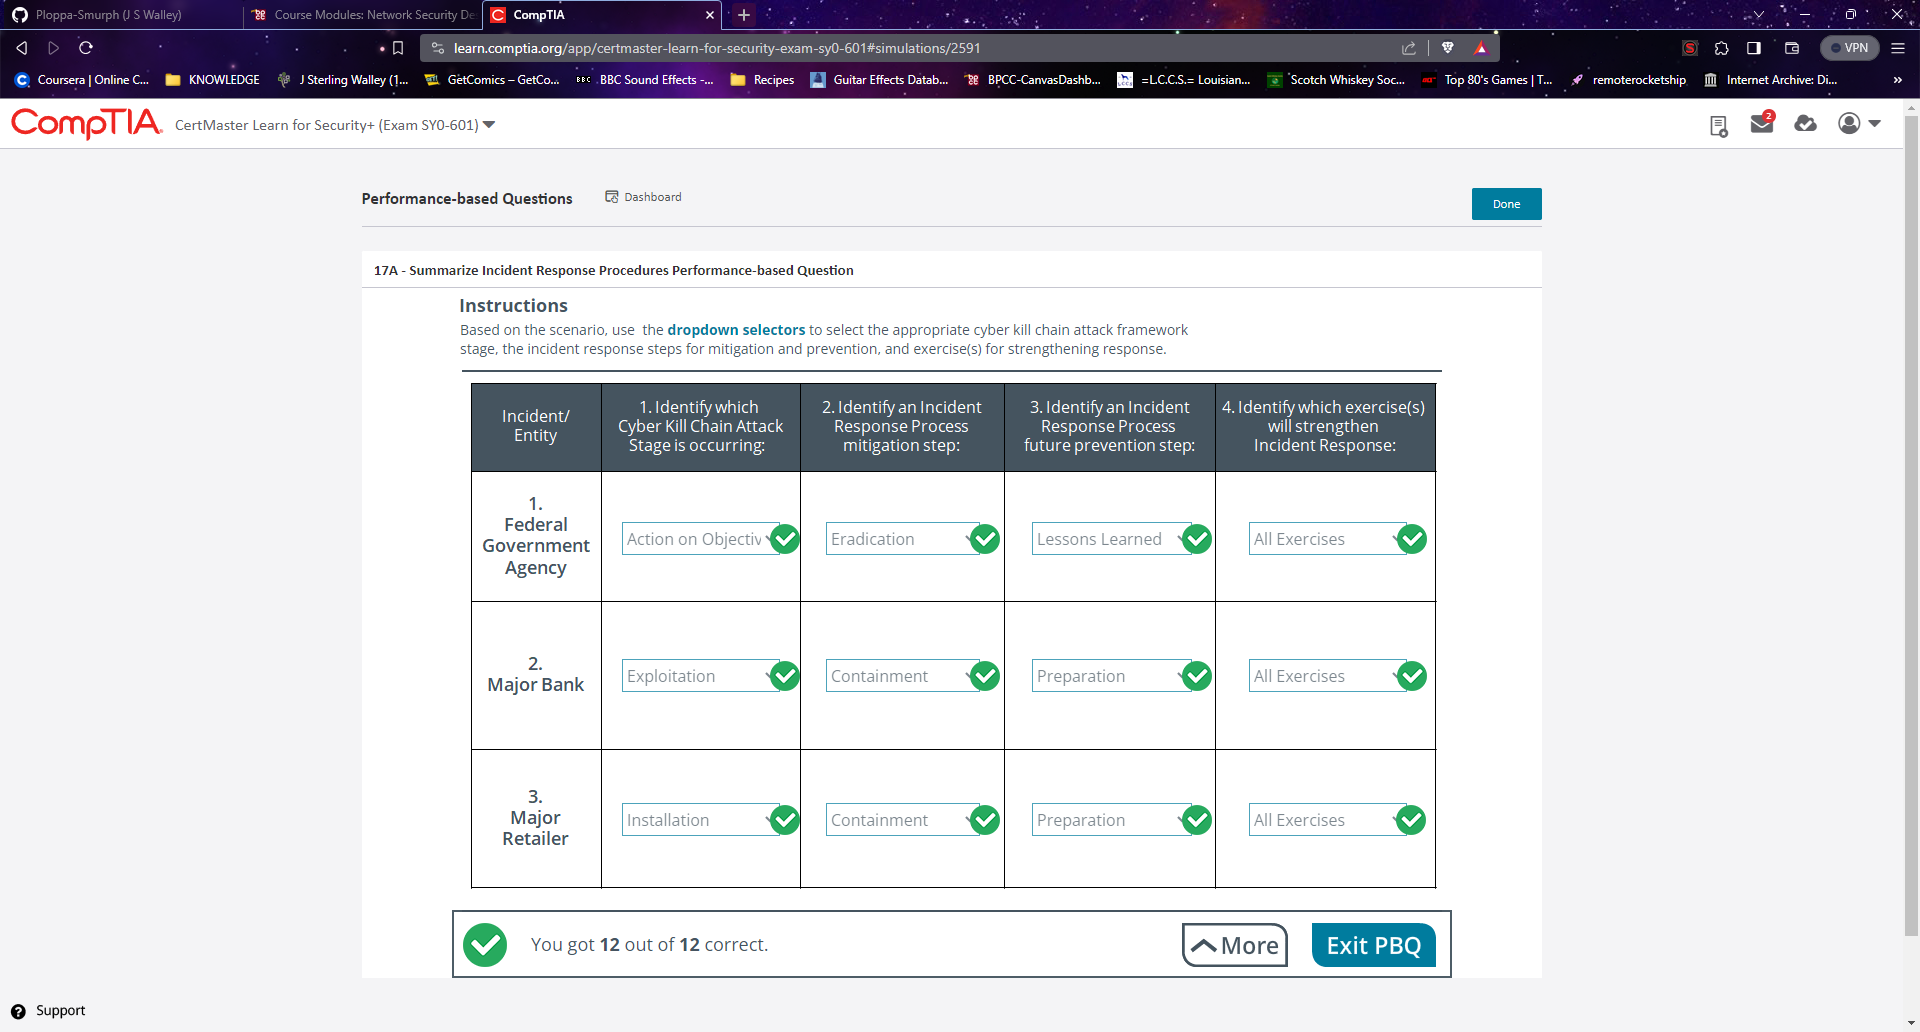 Ploppa-Smurph (J S Walley)
Course Modules: Network Security De
CompTIA
learn.comptia.org/app/certmaster-learn-for-security-exam-sy0-601#simulations/2591
VPN
Coursera | Online C...
KNOWLEDGE
J Sterling Walley (1...
GetComics – GetCo...
BBC
BBC Sound Effects -...
Recipes
Guitar Effects Datab...
BPCC-CanvasDashb...
=L.C.C.S.= Louisian...
Scotch Whiskey Soc...
Top 80's Games | T...
remoterocketship
Internet Archive: Di...
»
CompTIA.
CertMaster Learn for Security+ (Exam SY0-601)
2
Performance-based Questions
Dashboard
Done
17A - Summarize Incident Response Procedures Performance-based Question
Instructions
Based on the scenario, use the dropdown selectors to select the appropriate cyber kill chain attack framework
stage, the incident response steps for mitigation and prevention, and exercise(s) for strengthening response.
Incident/
Entity
1. Identify which
Cyber Kill Chain Attack
Stage is occurring:
2. Identify an Incident
Response Process
mitigation step:
3. Identify an Incident
Response Process
future prevention step:
4. Identify which exercise(s)
will strengthen
Incident Response:
1.
Federal
Government
Agency
Action on Objectiv
Eradication
Lessons Learned
All Exercises
2.
Major Bank
Exploitation
Containment
Preparation
All Exercises
3.
Major
Retailer
Installation
Containment
Preparation
All Exercises
You got 12 out of 12 correct.
More
Exit PBQ
Support